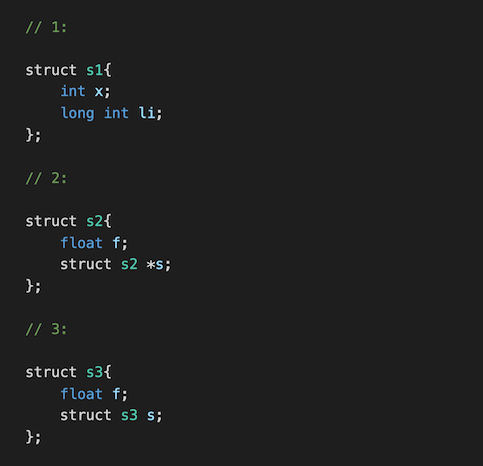 // 1:
struct s1{
    int x;
    long int li;
};
// 2:
struct s2{
    float f;
    struct s2 *s;
};
// 3:
struct s3{
    float f;
    struct s3 s;
};